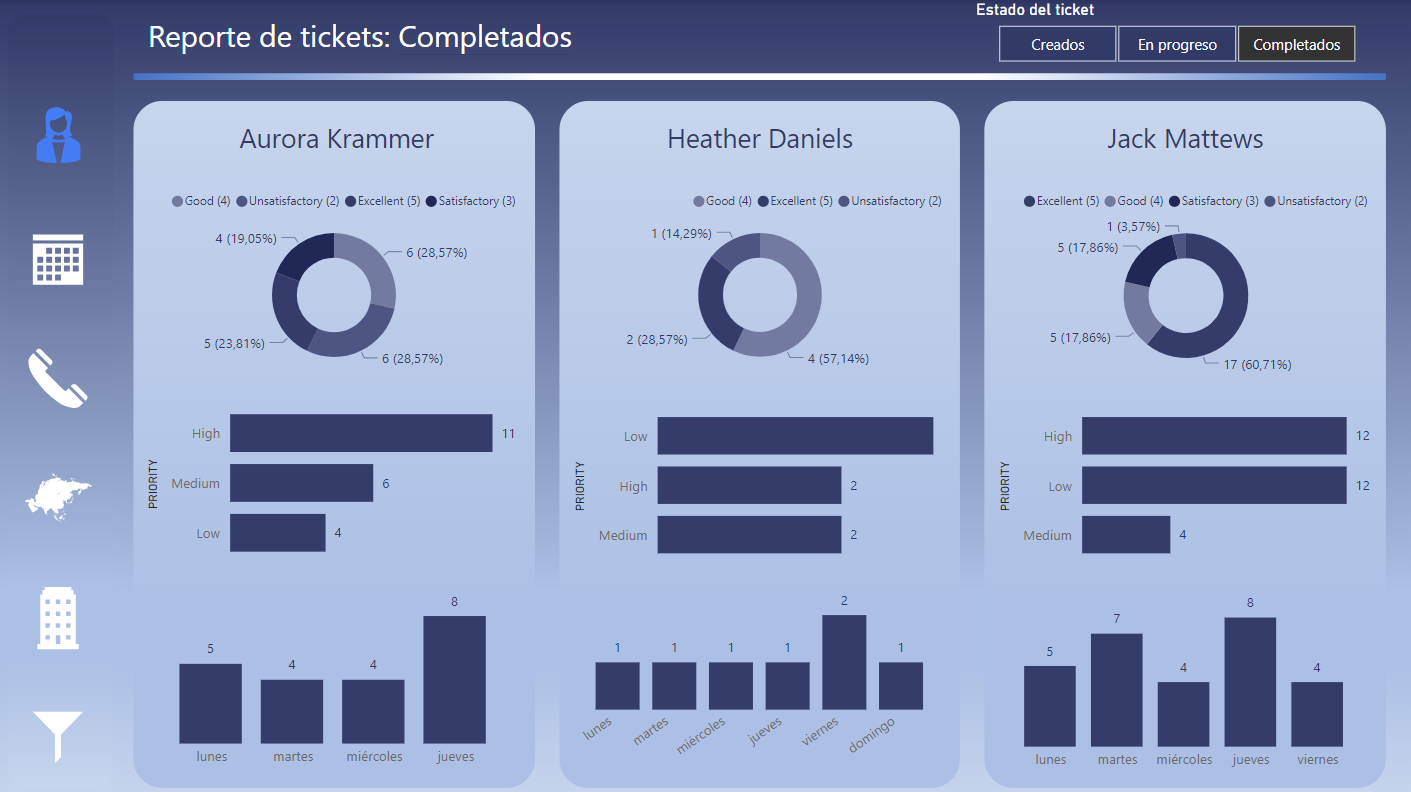 Estado del ticket
Reporte de tickets: Completados
Creados
En progreso
Completados
Aurora Krammer
Good (4) Unsatisfactory (2) Excellent (5) Satisfactory (3)
4 (19,05%)
6 (28,57%)
5 (23,81%)
6 (28,57%)
PRIORITY
High 11
Medium 6
Low 4
5 4 4 8
lunes martes miércoles jueves
Heather Daniels
Good (4) Excellent (5) Unsatisfactory (2)
1 (14,29%)
2 (28,57%)
4 (57,14%)
PRIORITY
Low
High 2
Medium 2
1 1 1 1 2 1
lunes martes miércoles jueves viernes domingo
Jack Mattews
Excellent (5) Good (4) Satisfactory (3) Unsatisfactory (2)
1 (3,57%)
5 (17,86%)
5 (17,86%)
17 (60,71%)
PRIORITY
High 12
Low 12
Medium 4
5 7 4 8 4
lunes martes miércoles jueves viernes